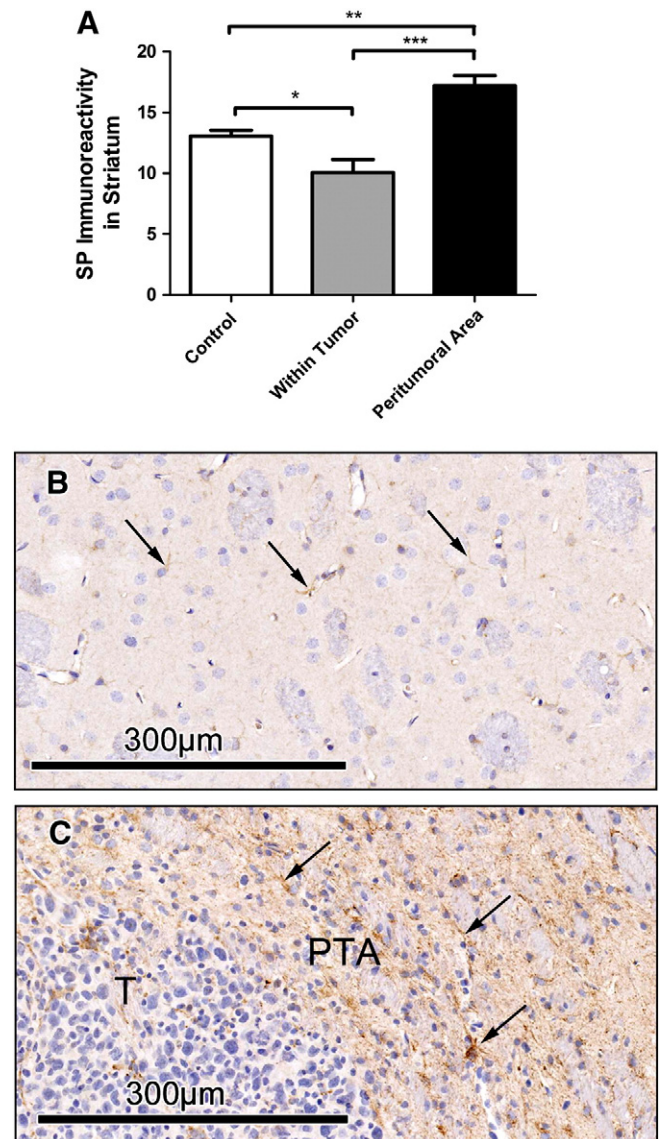 A
**
***
*
20
15
10
5
0
SP Immunoreactivity
in Striatum
Control
Within Tumor
Peritumoral Area
B
300µm
C
PTA
T
300µm